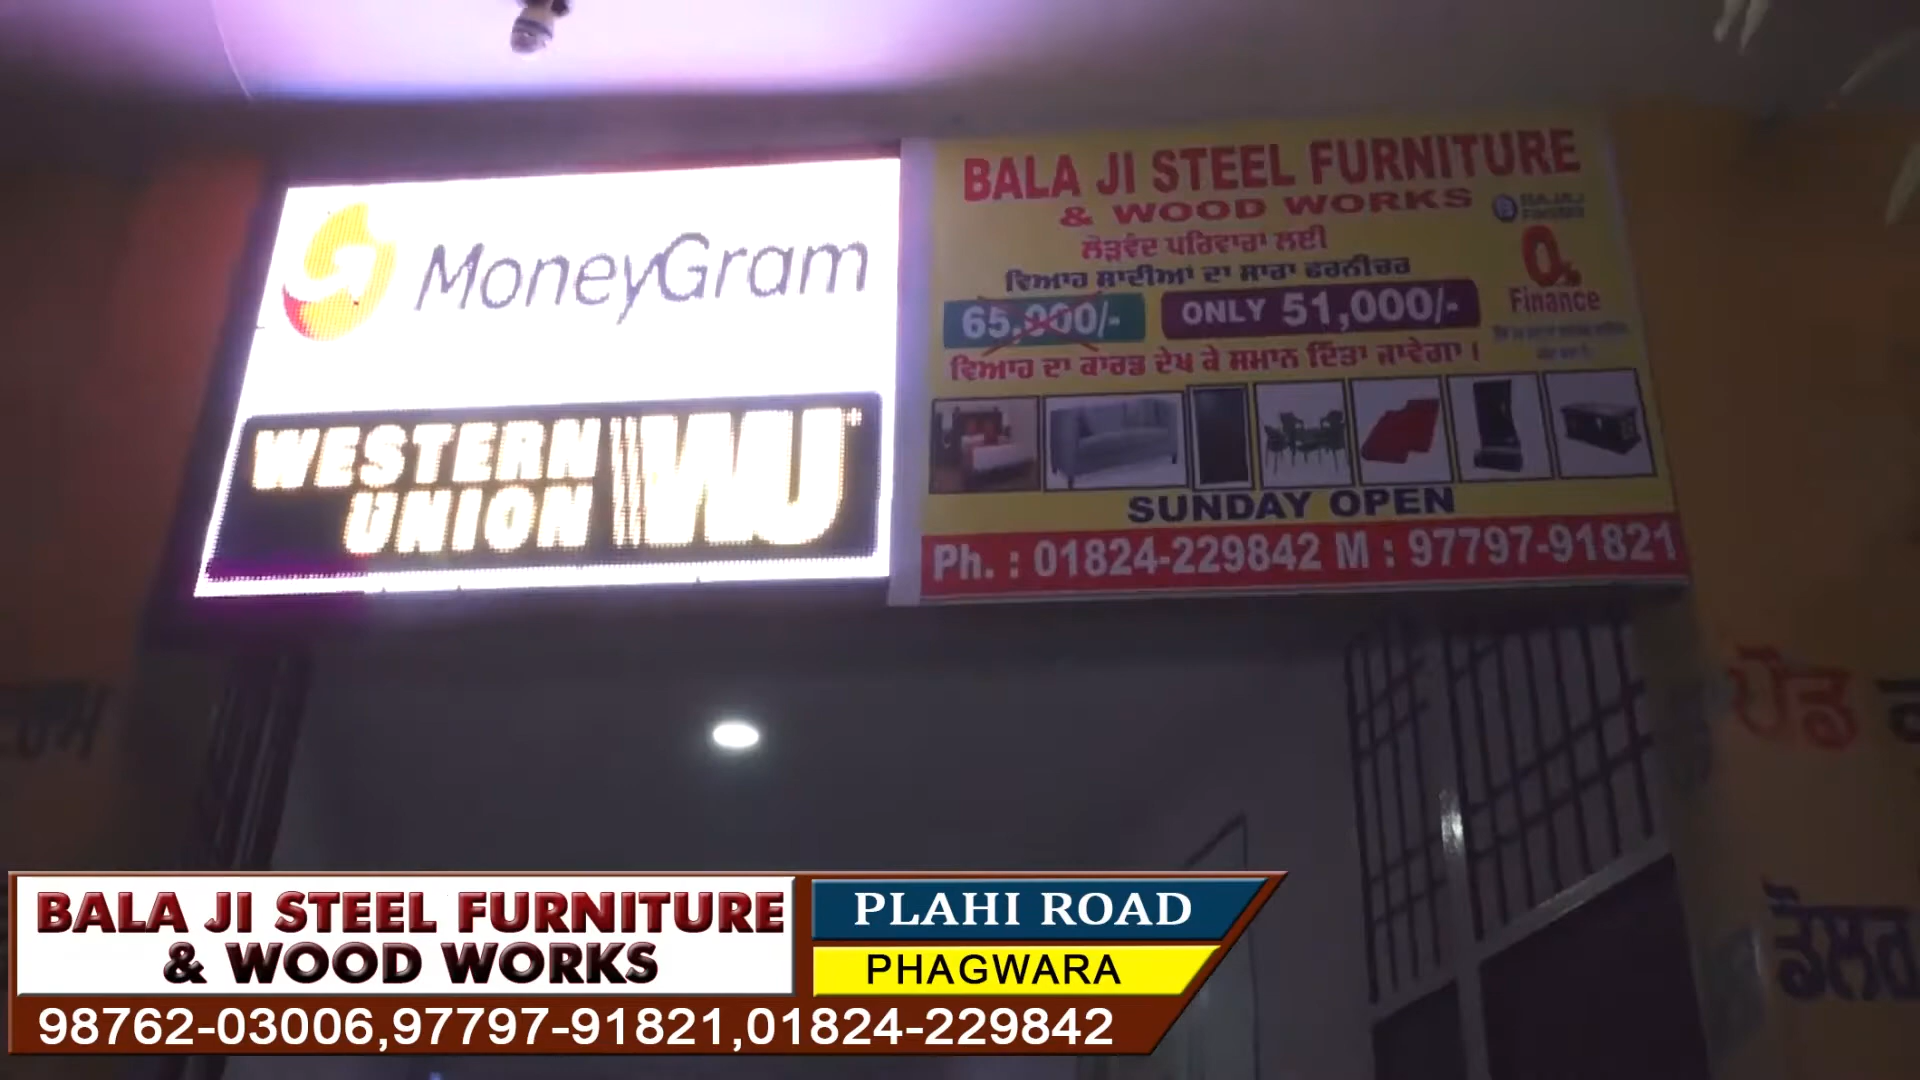 MoneyGram
WESTERN
UNION WU
BALA JI STEEL FURNITURE
& WOOD WORKS
BAJAJ
ਲੋੜਵੰਦ ਪਰਿਵਾਰਾ ਲਈ
ਵਿਆਹ ਸ਼ਾਦੀਆਂ ਦਾ ਸਾਰਾ ਫਰਨੀਚਰ
65,000/- ONLY 51,000/-
0%
Finance
ਵਿਆਹ ਦਾ ਕਾਰਡ ਦੇਖ ਕੇ ਸਮਾਨ ਦਿੱਤਾ ਜਾਵੇਗਾ ।
SUNDAY OPEN
Ph. : 01824-229842 M : 97797-91821
ਪੌਂਡ
ਡਾਲਰ
BALA JI STEEL FURNITURE
& WOOD WORKS
PLAHI ROAD
PHAGWARA
98762-03006,97797-91821,01824-229842